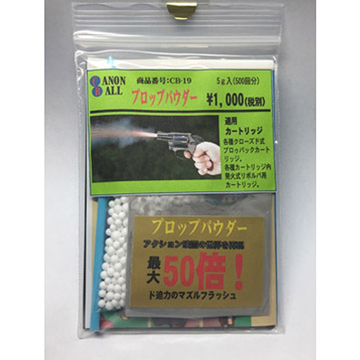 CANON BALL
商品番号:CB-19
5g入(500回分)
プロップパウダー
¥1,000(税別)
適用
カートリッジ
各種クローズド式
プロッパックカート
リッジ。
各種カートリッジ内
発火式リボルバ用
カートリッジ。
プロップパウダー
最大50倍!
ド迫力のマズルフラッシュ